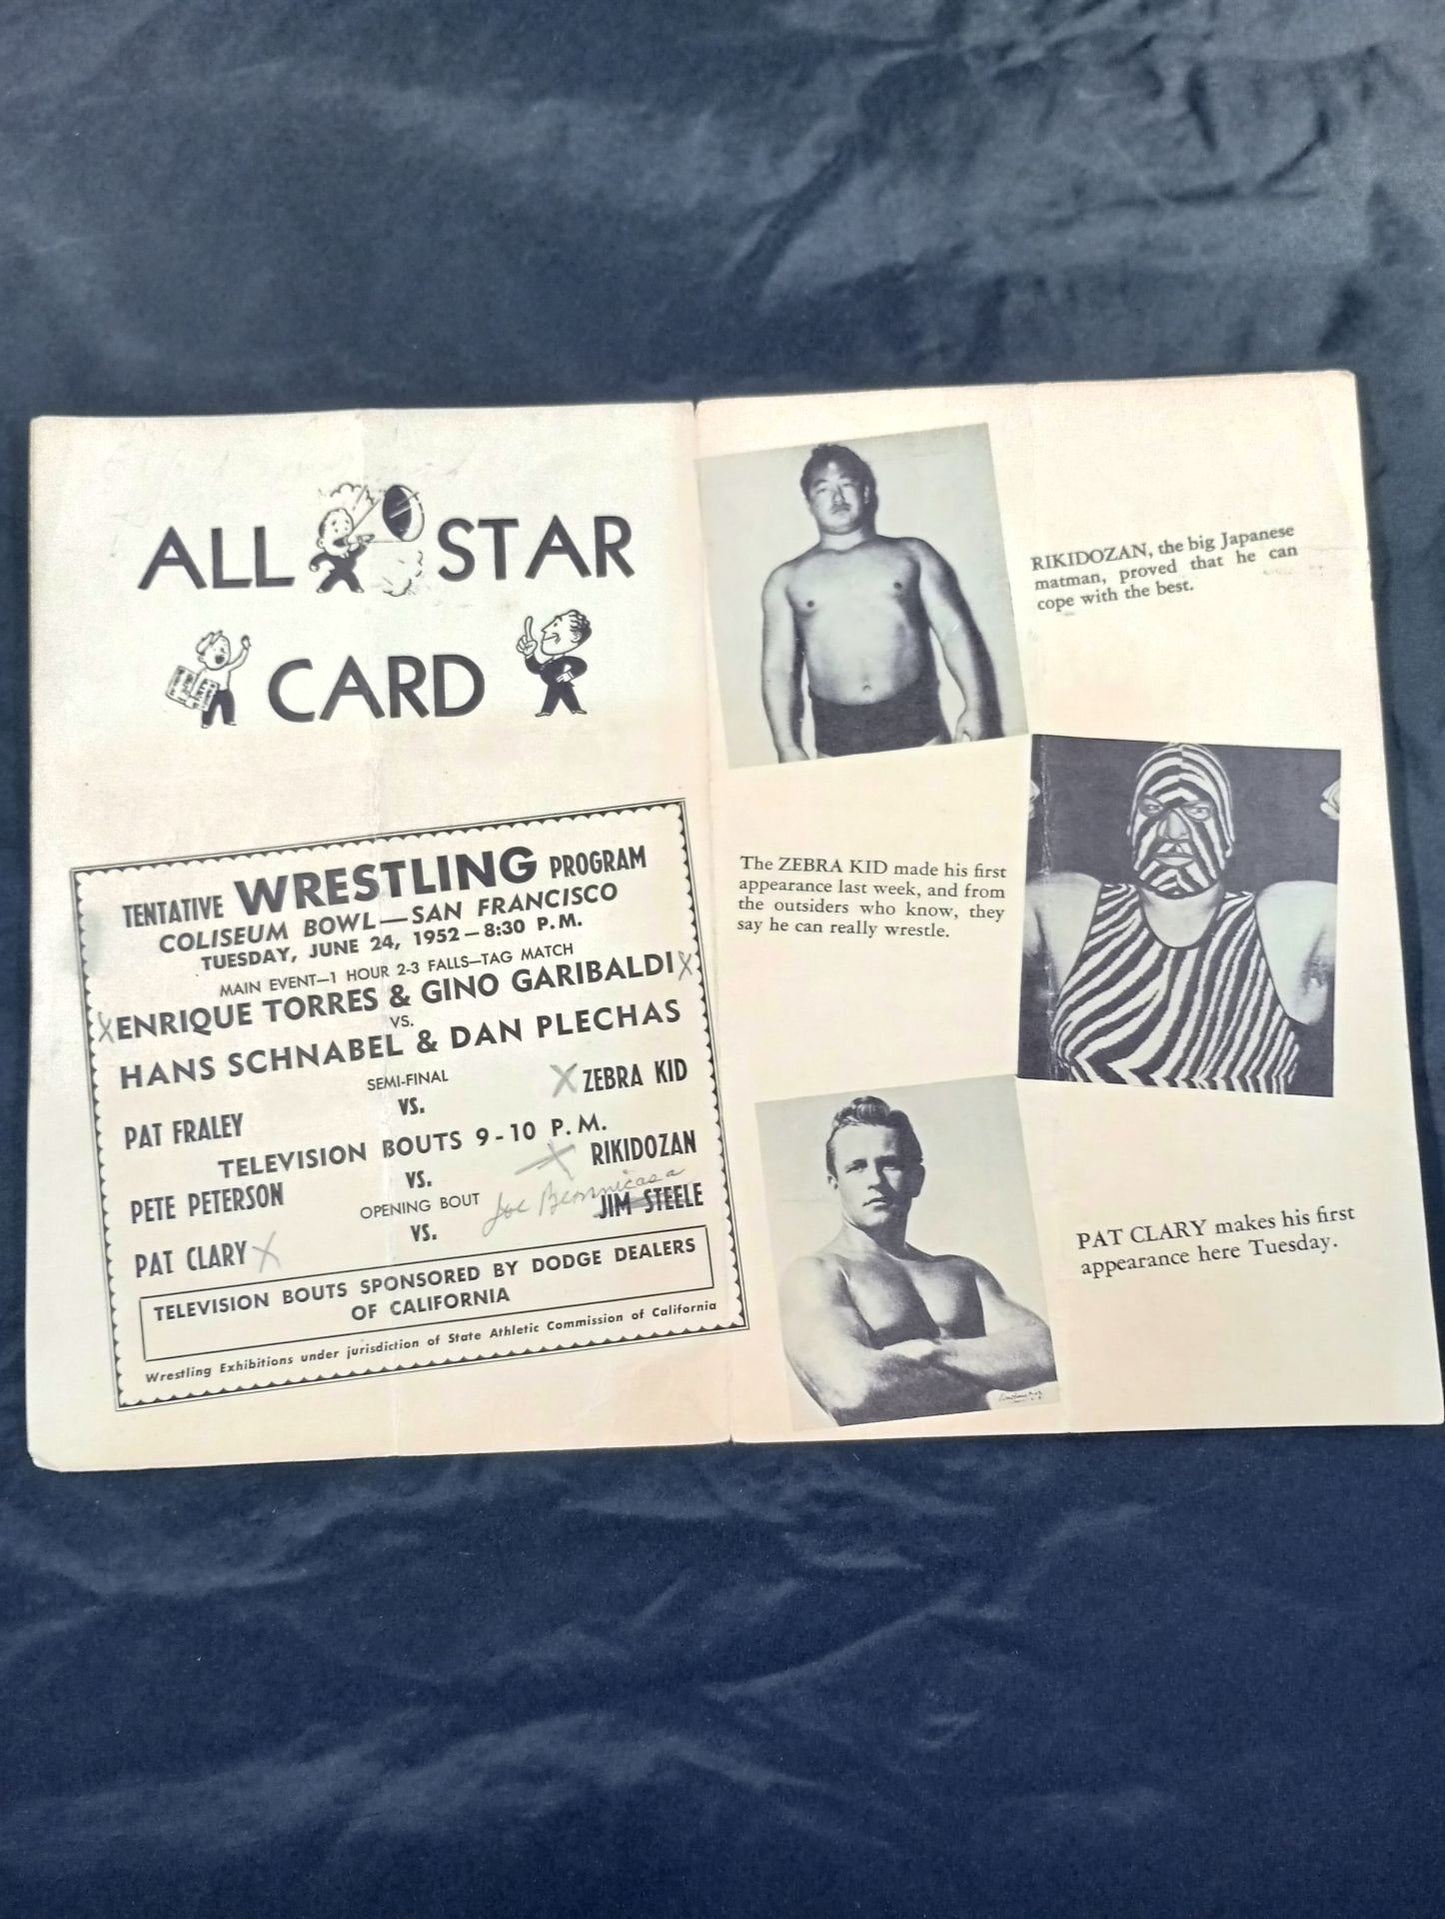 ALL STAR
CARD
TENTATIVE WRESTLING PROGRAM
COLISEUM BOWL—SAN FRANCISCO
TUESDAY, JUNE 24, 1952—8:30 P.M.
MAIN EVENT—1 HOUR 2-3 FALLS—TAG MATCH
X ENRIQUE TORRES & GINO GARIBALDI X
VS.
HANS SCHNABEL & DAN PLECHAS
SEMI-FINAL
PAT FRALEY VS. X ZEBRA KID
TELEVISION BOUTS 9-10 P.M.
PETE PETERSON VS. X RIKIDOZAN
OPENING BOUT Joe
PAT CLARY X VS. JIM STEELE
TELEVISION BOUTS SPONSORED BY DODGE DEALERS
OF CALIFORNIA
Wrestling Exhibitions under jurisdiction of State Athletic Commission of California
RIKIDOZAN, the big Japanese
matman, proved that he can
cope with the best.
The ZEBRA KID made his first
appearance last week, and from
the outsiders who know, they
say he can really wrestle.
PAT CLARY makes his first
appearance here Tuesday.